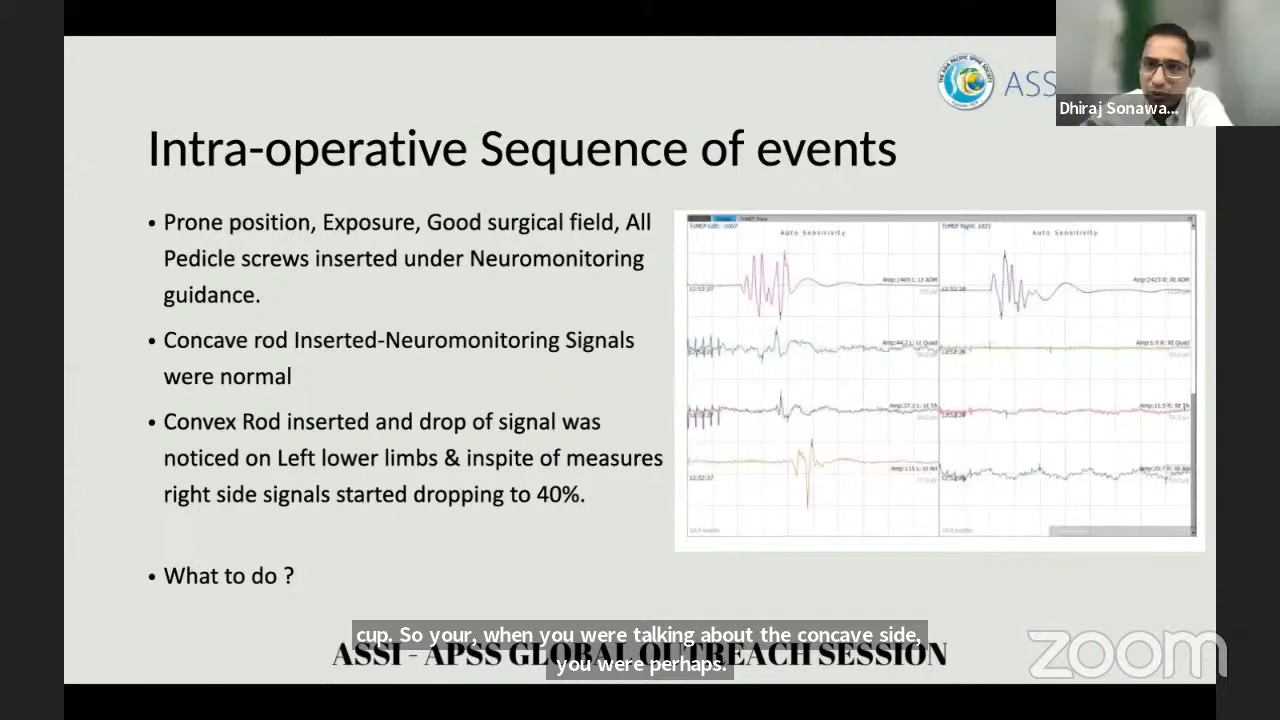 ASS
Dhiraj Sonawa...
Intra-operative Sequence of events
• Prone position, Exposure, Good surgical field, All
Pedicle screws inserted under Neuromonitoring
guidance.
• Concave rod Inserted-Neuromonitoring Signals
were normal
• Convex Rod inserted and drop of signal was
noticed on Left lower limbs & inspite of measures
right side signals started dropping to 40%.
• What to do ?
Auto Sensitivity
Auto Sensitivity
cup. So your, when you were talking about the concave side,
you were perhaps.
ASSI - APSS GLOBAL OUTREACH SESSION
zoom